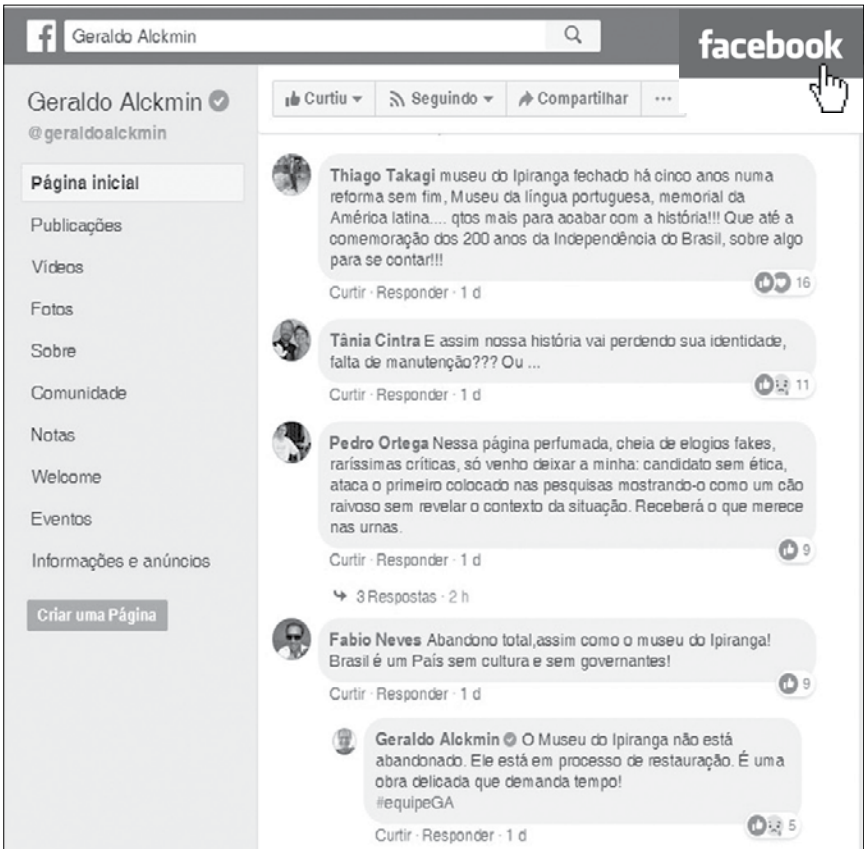 Geraldo Alckmin
facebook
Geraldo Alckmin
@geraldoalckmin
Página inicial
Publicações
Vídeos
Fotos
Sobre
Comunidade
Notas
Welcome
Eventos
Informações e anúncios
Criar uma Página
Curtiu
Seguindo
Compartilhar
...
Thiago Takagi museu do Ipiranga fechado há cinco anos numa
reforma sem fim, Museu da língua portuguesa, memorial da
América latina.... qtos mais para acabar com a história!!! Que até a
comemoração dos 200 anos da Independência do Brasil, sobre algo
para se contar!!!
16
Curtir · Responder · 1 d
Tânia Cintra E assim nossa história vai perdendo sua identidade,
falta de manutenção??? Ou ...
11
Curtir · Responder · 1 d
Pedro Ortega Nessa página perfumada, cheia de elogios fakes,
raríssimas críticas, só venho deixar a minha: candidato sem ética,
ataca o primeiro colocado nas pesquisas mostrando-o como um cão
raivoso sem revelar o contexto da situação. Receberá o que merece
nas urnas.
9
Curtir · Responder · 1 d
3 Respostas · 2 h
Fabio Neves Abandono total,assim como o museu do Ipiranga!
Brasil é um País sem cultura e sem governantes!
9
Curtir · Responder · 1 d
Geraldo Alckmin O Museu do Ipiranga não está
abandonado. Ele está em processo de restauração. É uma
obra delicada que demanda tempo!
#equipeGA
5
Curtir · Responder · 1 d